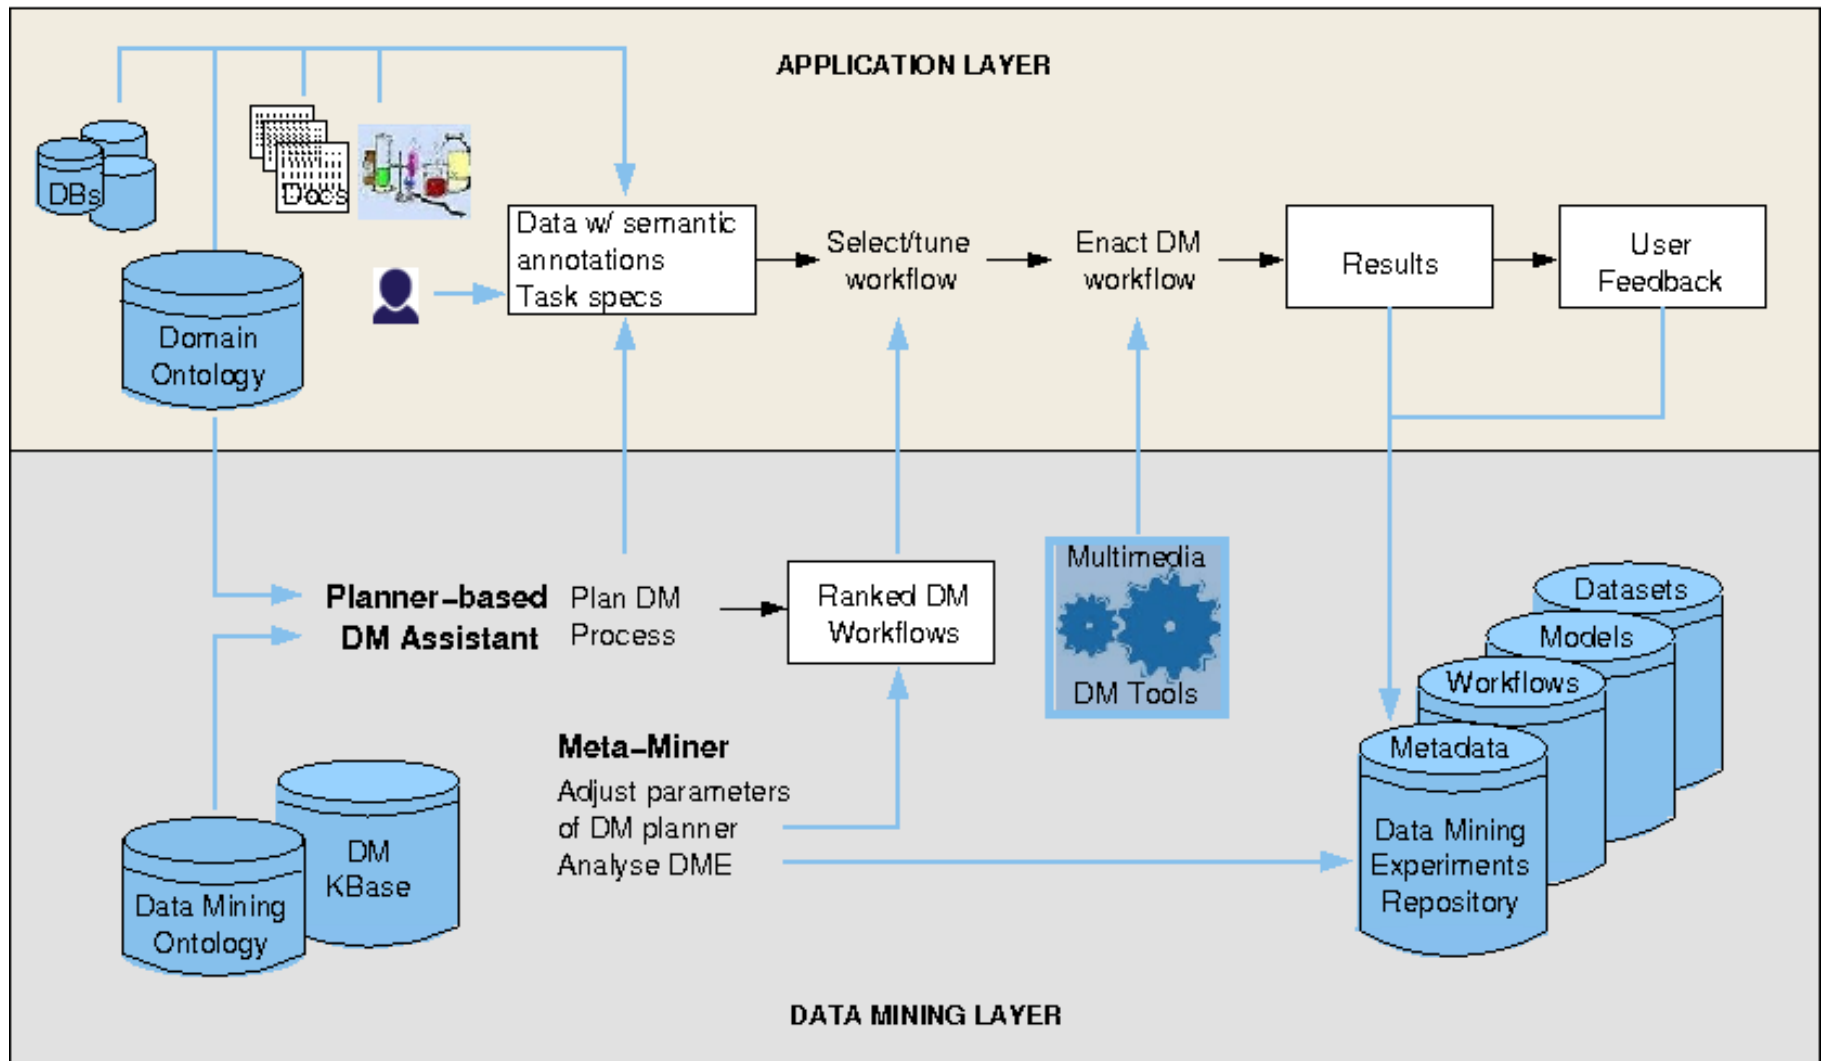 APPLICATION LAYER
DBs
Docs
Domain
Ontology
Data w/ semantic
annotations
Task specs
Select/tune
workflow
Enact DM
workflow
Results
User
Feedback
Planner-based
DM Assistant
Plan DM
Process
Ranked DM
Workflows
Multimedia
DM Tools
Datasets
Models
Workflows
Metadata
Data Mining
Experiments
Repository
Meta-Miner
Adjust parameters
of DM planner
Analyse DME
DM
KBase
Data Mining
Ontology
DATA MINING LAYER